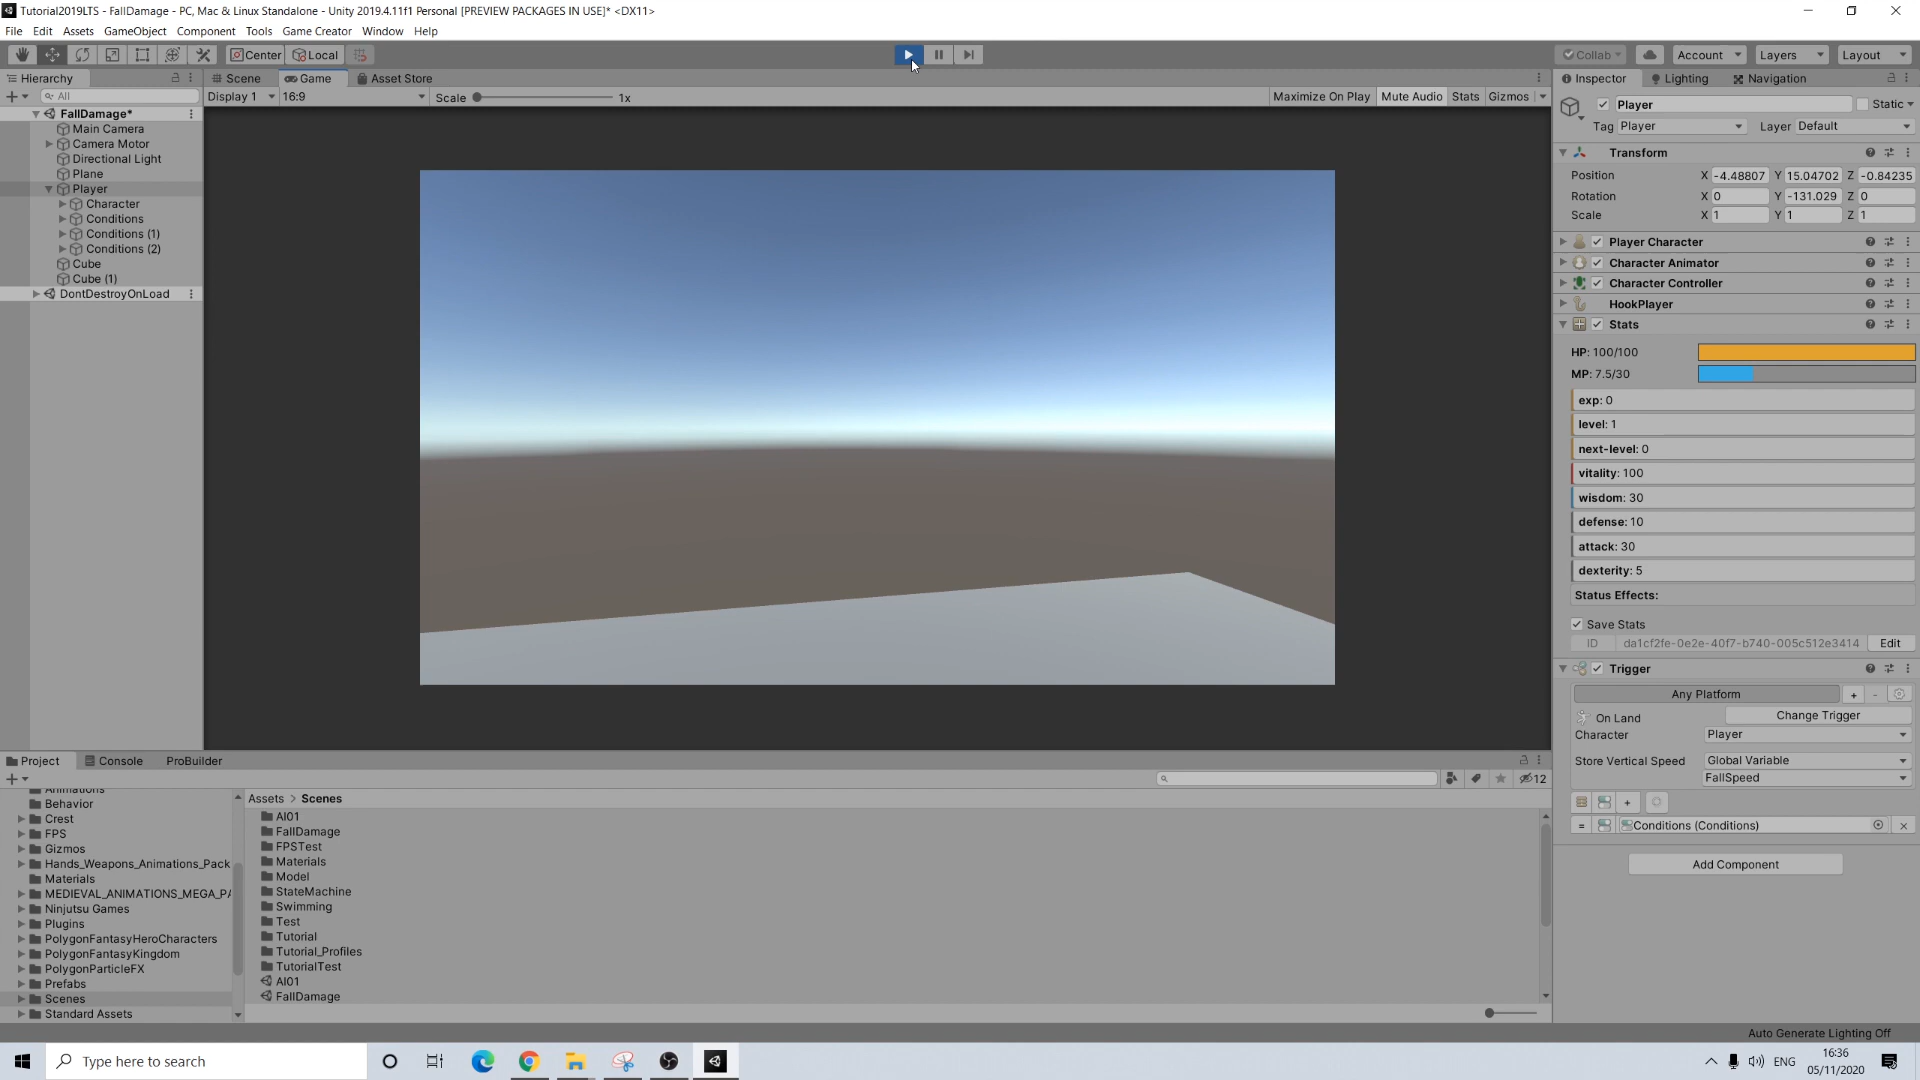 Tutorial2019LTS - FallDamage - PC, Mac & Linux Standalone - Unity 2019.4.11f1 Personal [PREVIEW PACKAGES IN USE]* <DX11>
File Edit Assets GameObject Component Tools Game Creator Window Help
Center Local Collab Account Layers Layout
Hierarchy Scene Game Asset Store Inspector Lighting Navigation
All Display 1 16:9 Scale 1x Maximize On Play Mute Audio Stats Gizmos
FallDamage*
Main Camera
Camera Motor
Directional Light
Plane
Player
Character
Conditions
Conditions (1)
Conditions (2)
Cube
Cube (1)
DontDestroyOnLoad
Player Static
Tag Player Layer Default
Transform
Position X -4.48807 Y 15.04702 Z -0.84235
Rotation X 0 Y -131.029 Z 0
Scale X 1 Y 1 Z 1
Player Character
Character Animator
Character Controller
HookPlayer
Stats
HP: 100/100
MP: 7.5/30
exp: 0
level: 1
next-level: 0
vitality: 100
wisdom: 30
defense: 10
attack: 30
dexterity: 5
Status Effects:
Save Stats
ID da1cf2fe-0e2e-40f7-b740-005c512e3414 Edit
Trigger
Any Platform + -
On Land Change Trigger
Character Player
Store Vertical Speed Global Variable
FallSpeed
Conditions (Conditions)
Add Component
Project Console ProBuilder
12
Behavior
Crest
FPS
Gizmos
Hands_Weapons_Animations_Pack
Materials
MEDIEVAL_ANIMATIONS_MEGA_PA
Ninjutsu Games
Plugins
PolygonFantasyHeroCharacters
PolygonFantasyKingdom
PolygonParticleFX
Prefabs
Scenes
Standard Assets
Assets > Scenes
AI01
FallDamage
FPSTest
Materials
Model
StateMachine
Swimming
Test
Tutorial
Tutorial_Profiles
TutorialTest
AI01
FallDamage
Auto Generate Lighting Off
Type here to search
ENG
16:36
05/11/2020